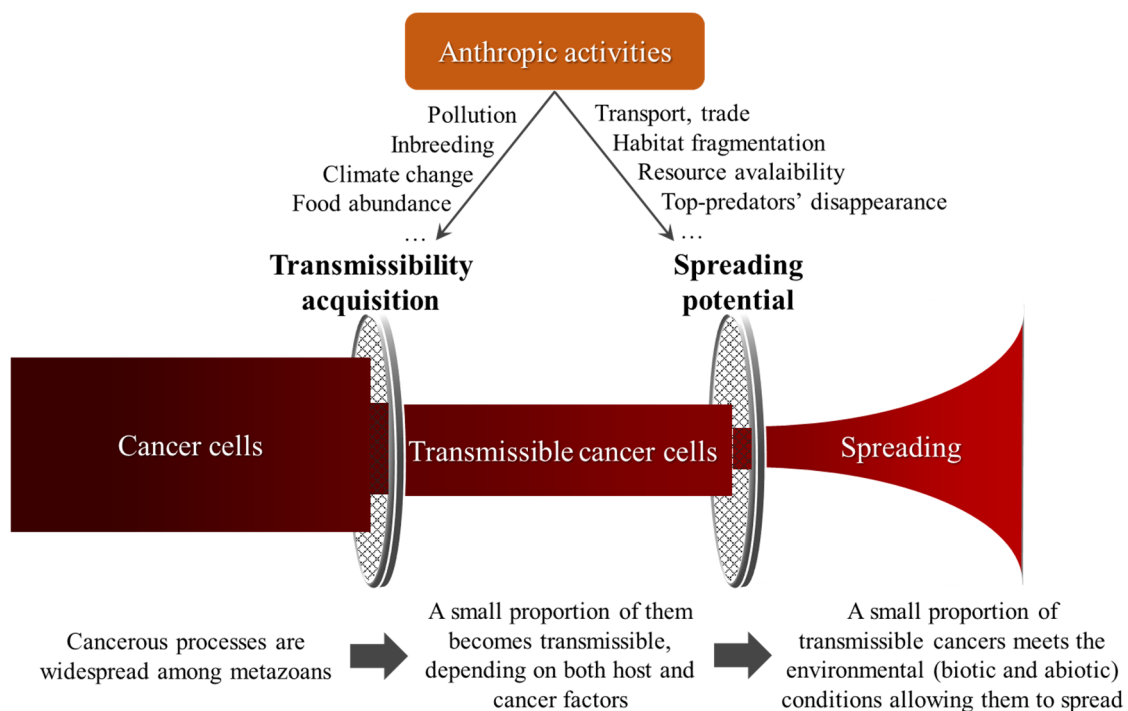 Anthropic activities
Pollution
Inbreeding
Climate change
Food abundance
…
Transport, trade
Habitat fragmentation
Resource avalaibility
Top-predators’ disappearance
…
Transmissibility
acquisition
Spreading
potential
Cancer cells
Transmissible cancer cells
Spreading
Cancerous processes are
widespread among metazoans
A small proportion of them
becomes transmissible,
depending on both host and
cancer factors
A small proportion of
transmissible cancers meets the
environmental (biotic and abiotic)
conditions allowing them to spread